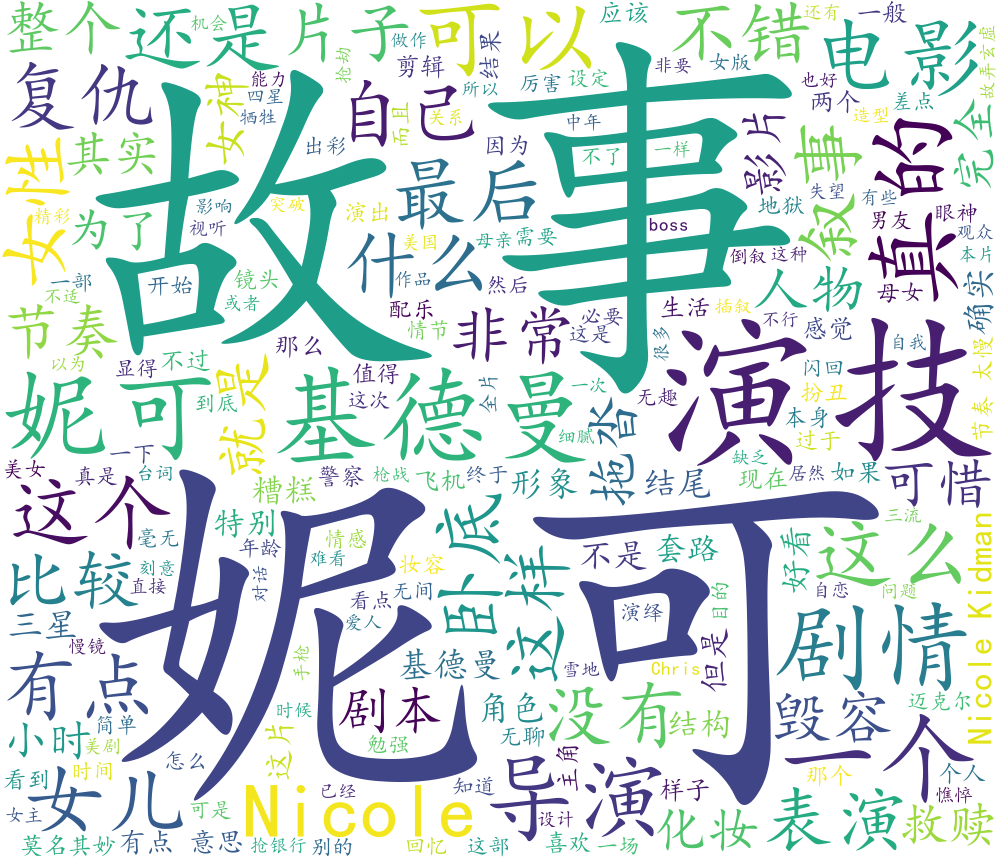 整个
还是
机会
片子
做作
可以
应该
不错
还有
一般
电影
故弄玄虚
复仇
女神
能力
四星
牺牲
抢劫
剪辑
结果
所以
厉害
设定
非要
女版
也好
两个
差点
造型
完全
女性
其实
出彩
自己
而且
关系
因为
中年
不了
一样
影片
叙事
真的
故事
精彩
为了
影响
视听
突破
演出
最后
地狱
失望
有些
男友
眼神
观众
本片
一部
不适
开始
镜头
或者
什么
美国
作品
母亲
需要
然后
boss
倒叙
这种
人物
母女
确实
节奏
以为
显得
不过
那么
配乐
情节
非常
这是
必要
很多
生活
插叙
不行
感觉
自我
太慢
妮可
到底
就是
值得
这次
基德曼
全片
细腻
一次
无趣
演技
闪回
扮丑
本身
过于
节奏
美女
真是
一下
台词
这个
糟糕
警察
枪战
飞机
终于
形象
拖沓
结尾
缺乏
现在
居然
如果
可惜
毫无
刻意
特别
年龄
情感
难看
妆容
卧底
这样
不是
套路
好看
这么
三流
比较
直接
对话
看点
无间
爱人
妮可
演绎
目的
自恋
问题
Nicole Kidman
三星
慢镜
有点
手枪
剧本
基德曼
雪地
Chris
但是
剧情
小时
简单
美剧
时候
这片
勉强
角色
无聊
没有
结构
毁容
一个
迈克尔
看到
时间
怎么
女儿
女主
可是
已经
知道
导演
主角
设计
样子
那个
个人
憔悴
Nicole
化妆
表演
救赎
莫名其妙
有点
意思
抢银行
别的
回忆
这部
喜欢
一场